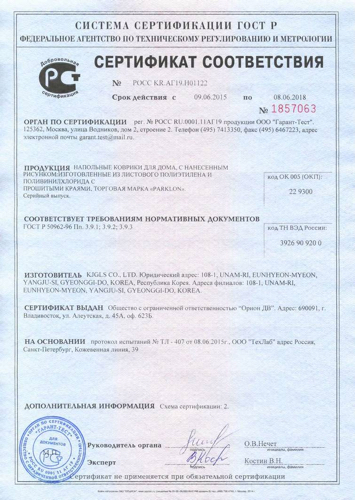 СИСТЕМА СЕРТИФИКАЦИИ ГОСТ Р
ФЕДЕРАЛЬНОЕ АГЕНТСТВО ПО ТЕХНИЧЕСКОМУ РЕГУЛИРОВАНИЮ И МЕТРОЛОГИИ
Добровольная
сертификация
СЕРТИФИКАТ СООТВЕТСТВИЯ
№ РОСС KR.АГ19.Н01122
Срок действия с 09.06.2015 по 08.06.2018
№ 1857063
ОРГАН ПО СЕРТИФИКАЦИИ рег. № РОСС RU.0001.11АГ19 продукции ООО "Гарант-Тест".
125362, Москва, улица Водников, дом 2, строение 2. Телефон (495) 7413350, факс (495) 6467223, адрес
электронной почты garant.test@mail.ru.
ПРОДУКЦИЯ НАПОЛЬНЫЕ КОВРИКИ ДЛЯ ДОМА, С НАНЕСЕННЫМ
РИСУНКОМ,ИЗГОТОВЛЕННЫЕ ИЗ ЛИСТОВОГО ПОЛИЭТИЛЕНА И
ПОЛИВИНИЛХЛОРИДА С
ПРОШИТЫМИ КРАЯМИ, ТОРГОВАЯ МАРКА «PARKLON»
Серийный выпуск.
код ОК 005 (ОКП):
22 9300
СООТВЕТСТВУЕТ ТРЕБОВАНИЯМ НОРМАТИВНЫХ ДОКУМЕНТОВ
ГОСТ Р 50962-96 Пп. 3.9.1; 3.9.2; 3.9.3
код ТН ВЭД России:
3926 90 920 0
ИЗГОТОВИТЕЛЬ KJGLS CO., LTD. Юридический адрес: 108-1, UNAM-RI, EUNHYEON-MYEON,
YANGJU-SI, GYEONGGI-DO, KOREA, Республика Корея. Адреса филиалов: 108-1, UNAM-RI,
EUNHYEON-MYEON, YANGJU-SI, GYEONGGI-DO, KOREA.
СЕРТИФИКАТ ВЫДАН Общество с ограниченной ответственностью "Орион ДВ". Адрес: 690091, г.
Владивосток, ул. Алеутская, д. 45А, оф. 623Б.
НА ОСНОВАНИИ протокол испытаний № ТЛ - 407 от 08.06.2015г., ООО "ТехЛаб" адрес Россия,
Санкт-Петербург, Кожевенная линия, 39
ДОПОЛНИТЕЛЬНАЯ ИНФОРМАЦИЯ Схема сертификации: 2.
"ГАРАНТ-ТЕСТ"
ДЛЯ
ДОКУМЕНТОВ
Руководитель органа
О.В.Нечет
подпись
инициалы, фамилия
Эксперт
Костин В.Н.
подпись
инициалы, фамилия
Сертификат не применяется при обязательной сертификации